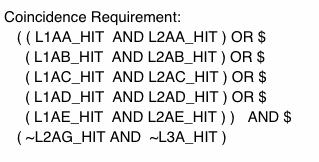 Coincidence Requirement:
( ( L1AA_HIT AND L2AA_HIT ) OR $
( L1AB_HIT AND L2AB_HIT ) OR $
( L1AC_HIT AND L2AC_HIT ) OR $
( L1AD_HIT AND L2AD_HIT ) OR $
( L1AE_HIT AND L2AE_HIT ) ) AND $
( ~L2AG_HIT AND ~L3A_HIT )